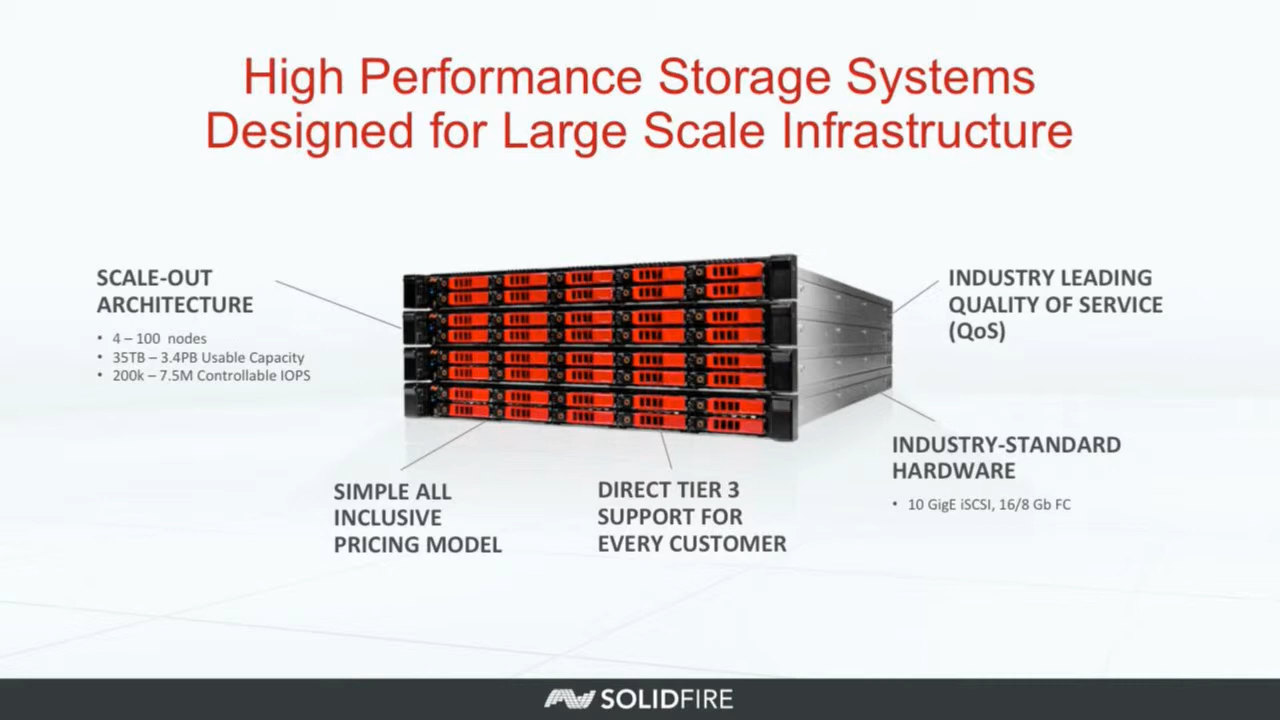 High Performance Storage Systems
Designed for Large Scale Infrastructure
SCALE-OUT
ARCHITECTURE
• 4 – 100 nodes
• 35TB – 3.4PB Usable Capacity
• 200k – 7.5M Controllable IOPS
INDUSTRY LEADING
QUALITY OF SERVICE
(QoS)
SIMPLE ALL
INCLUSIVE
PRICING MODEL
DIRECT TIER 3
SUPPORT FOR
EVERY CUSTOMER
INDUSTRY-STANDARD
HARDWARE
• 10 GigE iSCSI, 16/8 Gb FC
SOLIDFIRE